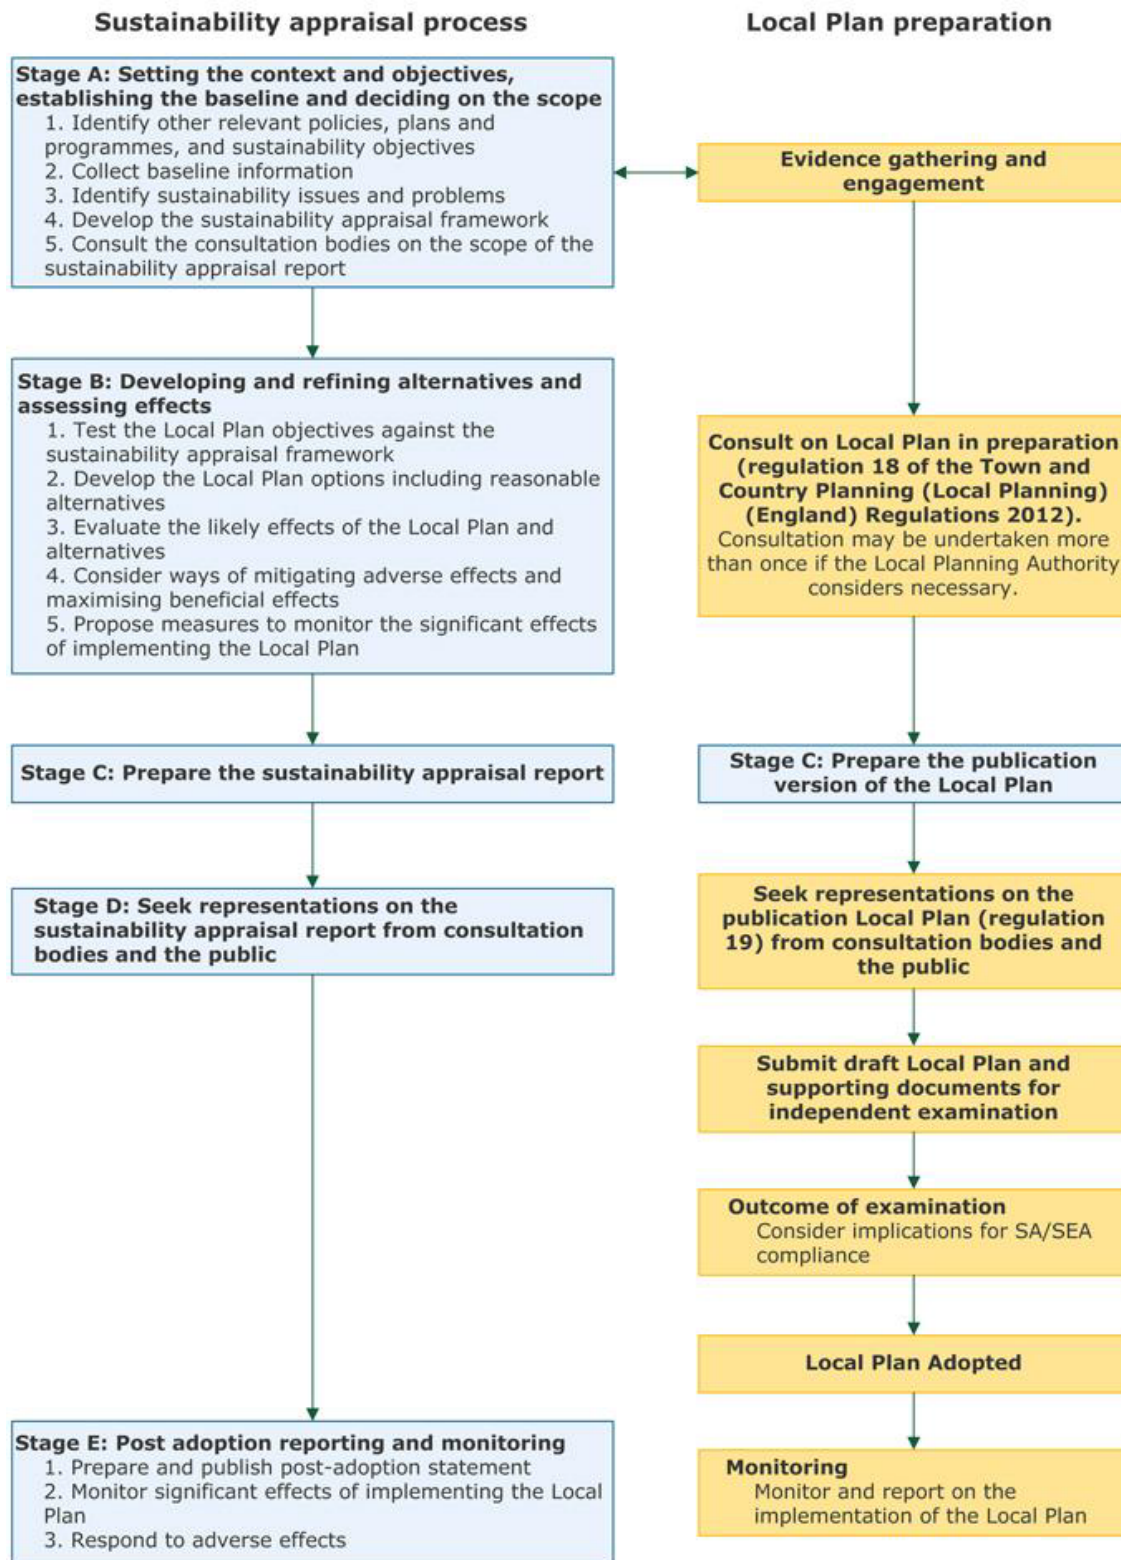 Sustainability appraisal process
Stage A: Setting the context and objectives,
establishing the baseline and deciding on the scope
1. Identify other relevant policies, plans and
programmes, and sustainability objectives
2. Collect baseline information
3. Identify sustainability issues and problems
4. Develop the sustainability appraisal framework
5. Consult the consultation bodies on the scope of the
sustainability appraisal report
Stage B: Developing and refining alternatives and
assessing effects
1. Test the Local Plan objectives against the
sustainability appraisal framework
2. Develop the Local Plan options including reasonable
alternatives
3. Evaluate the likely effects of the Local Plan and
alternatives
4. Consider ways of mitigating adverse effects and
maximising beneficial effects
5. Propose measures to monitor the significant effects
of implementing the Local Plan
Stage C: Prepare the sustainability appraisal report
Stage D: Seek representations on the
sustainability appraisal report from consultation
bodies and the public
Stage E: Post adoption reporting and monitoring
1. Prepare and publish post-adoption statement
2. Monitor significant effects of implementing the Local
Plan
3. Respond to adverse effects
Local Plan preparation
Evidence gathering and
engagement
Consult on Local Plan in preparation
(regulation 18 of the Town and
Country Planning (Local Planning)
(England) Regulations 2012).
Consultation may be undertaken more
than once if the Local Planning Authority
considers necessary.
Stage C: Prepare the publication
version of the Local Plan
Seek representations on the
publication Local Plan (regulation
19) from consultation bodies and
the public
Submit draft Local Plan and
supporting documents for
independent examination
Outcome of examination
Consider implications for SA/SEA
compliance
Local Plan Adopted
Monitoring
Monitor and report on the
implementation of the Local Plan